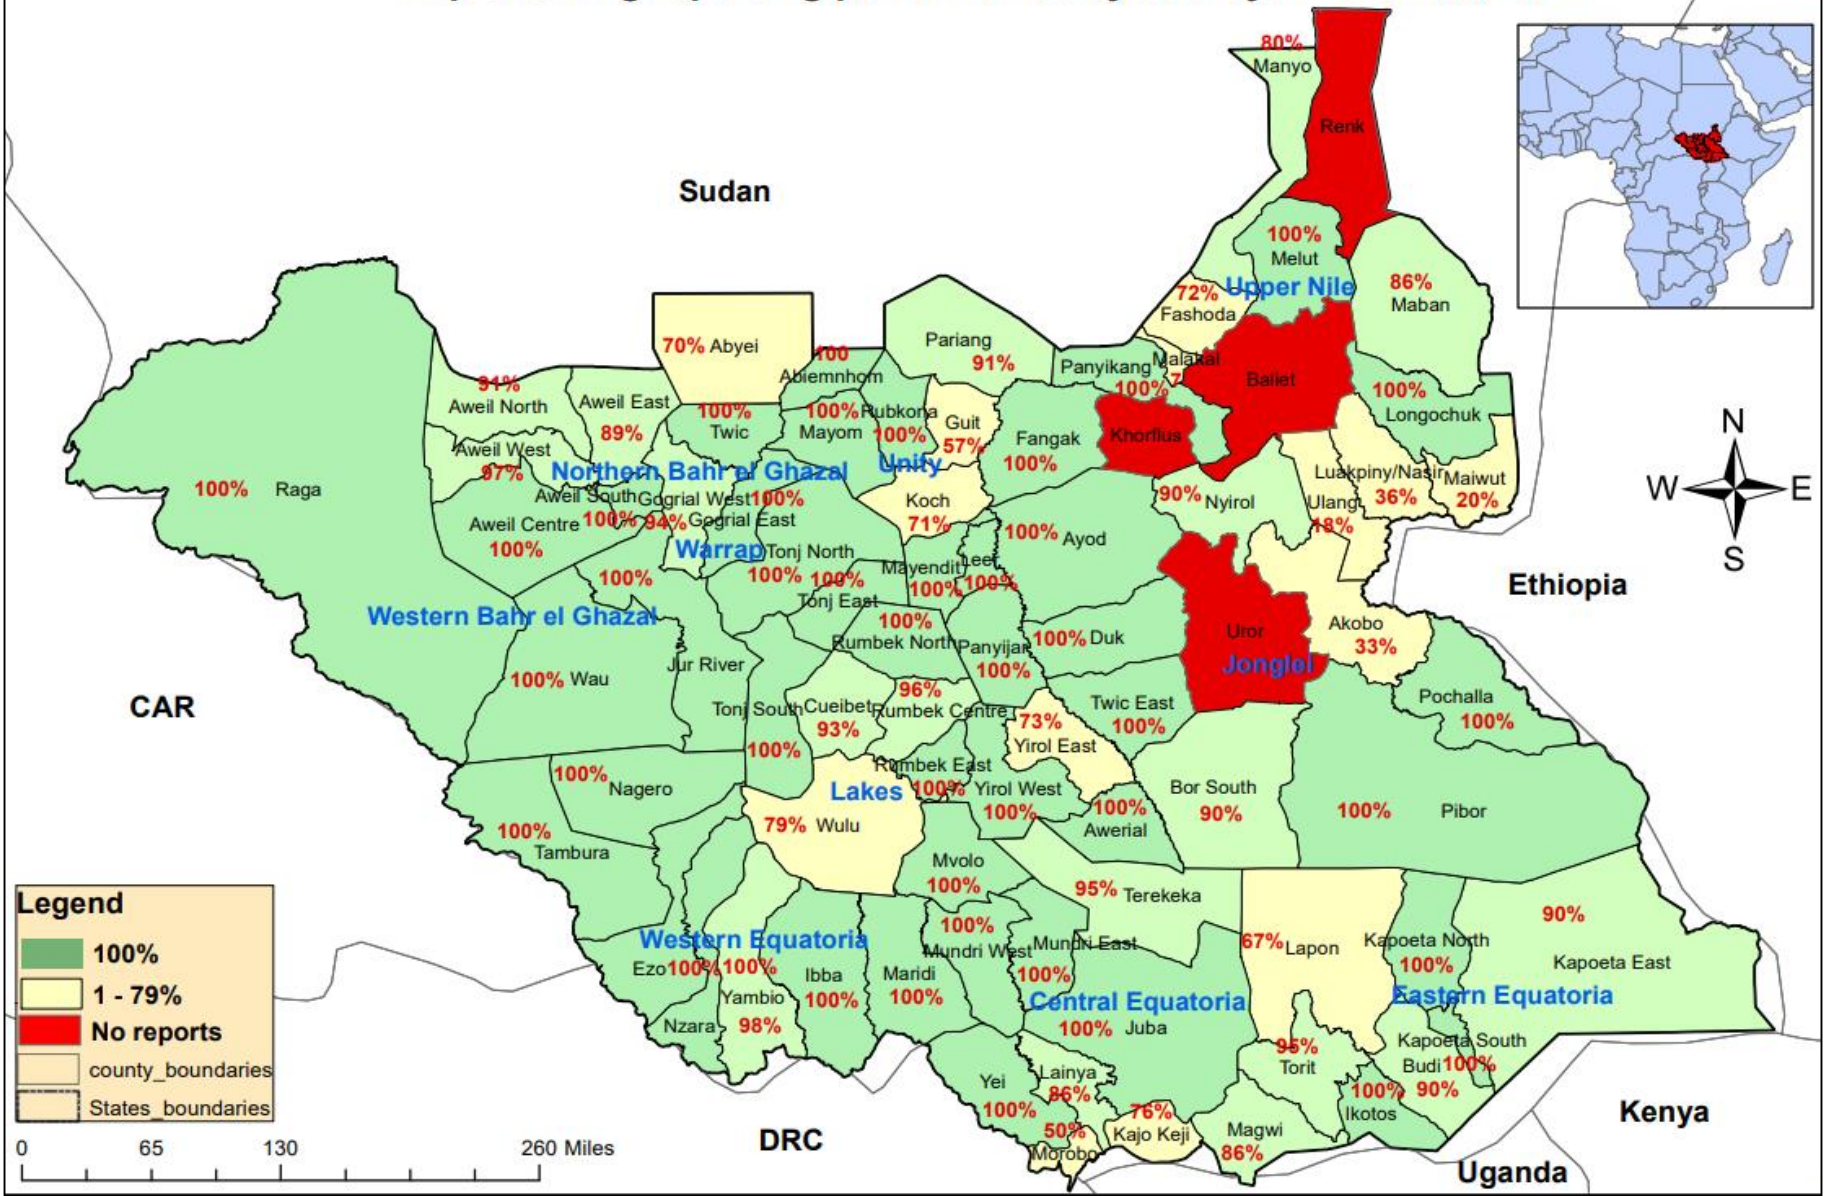 80%
Manyo
Renk
Sudan
100%
Melut
Upper Nile
86%
Maban
72%
Fashoda
70% Abyei
100
Abiemnhom
Pariang
91%
Panyikang
100%
Malakal
7
Baliet
100%
Longochuk
91%
Aweil North
Aweil East
89%
100%
Twic
100%
Mayom
Rubkona
100%
Guit
57%
Unity
Fangak
100%
Khorflus
Aweil West
97%
Northern Bahr el Ghazal
Luakpiny/Nasir
36%
Maiwut
20%
100% Raga
Aweil South
100%
Gogrial West
94%
100%
Gogrial East
Koch
71%
90% Nyirol
Ulang
18%
Aweil Centre
100%
Warrap
Tonj North
100%
100%
Tonj East
Mayendit
100%
Leer
100%
100% Ayod
100%
Western Bahr el Ghazal
100%
Rumbek North
Panyijar
100%
100% Duk
Uror
Jonglei
Akobo
33%
Ethiopia
100% Wau
Jur River
CAR
Tonj South
100%
Cueibet
93%
96%
Rumbek Centre
73%
Yirol East
Twic East
100%
Pochalla
100%
100% Nagero
Rumbek East
100%
Lakes
79% Wulu
Yirol West
100%
100%
Awerial
Bor South
90%
100% Pibor
100%
Tambura
Mvolo
100%
95% Terekeka
Western Equatoria
Ezo 100%
100%
Yambio
98%
Nzara
Ibba
100%
Maridi
100%
100%
Mundri West
Mundri East
100%
Central Equatoria
100% Juba
67% Lapon
Kapoeta North
100%
90%
Kapoeta East
Eastern Equatoria
Kapoeta South
100%
Budi
90%
95%
Torit
100%
Ikotos
Yei
100%
Lainya
86%
50%
Morobo
76%
Kajo Keji
Magwi
86%
DRC
Kenya
Uganda
N
W E
S
Legend
100%
1 - 79%
No reports
county_boundaries
States_boundaries
0 65 130 260 Miles